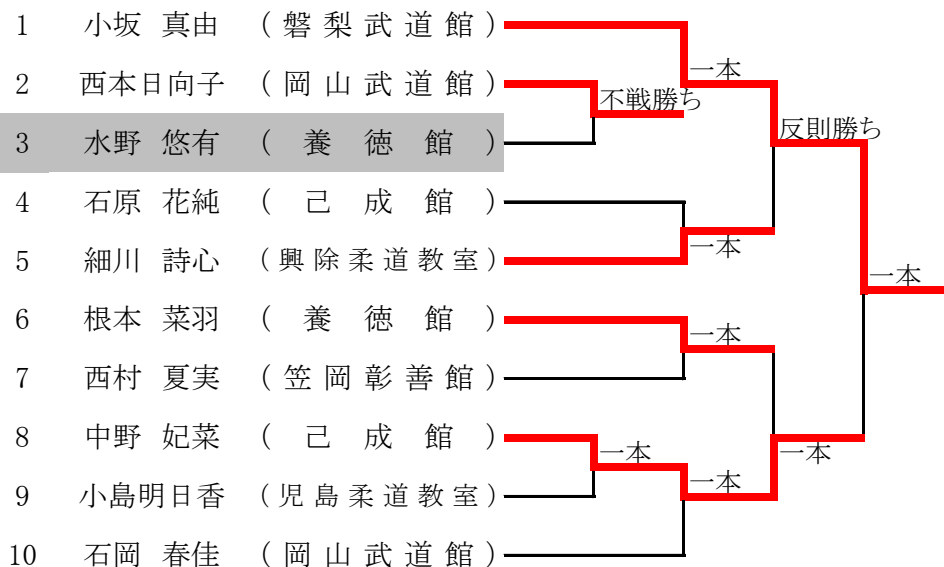 1 小坂 真由 (磐梨武道館)
一本
2 西本日向子 (岡山武道館)
不戦勝ち
反則勝ち
3 水野 悠有 (養徳館)
4 石原 花純 (己成館)
一本
5 細川 詩心 (興除柔道教室)
一本
6 根本 菜羽 (養徳館)
一本
7 西村 夏実 (笠岡彰善館)
8 中野 妃菜 (己成館)
一本
一本
9 小島明日香 (児島柔道教室)
一本
10 石岡 春佳 (岡山武道館)